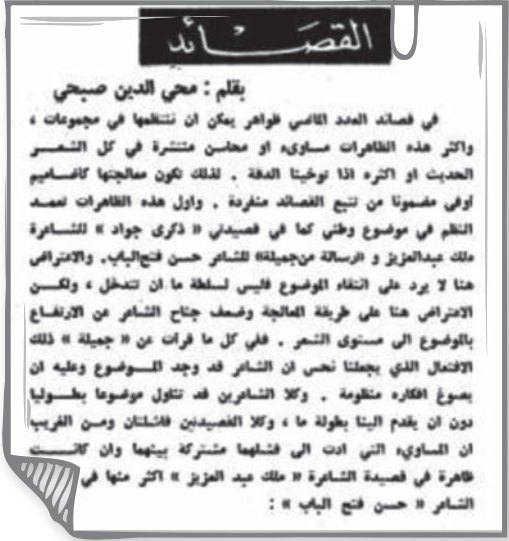 القصائد
بقلم : محي الدين صبحي
في قصائد العدد الماضي ظواهر يمكن ان ننتظمها في مجموعات ،
واكثر هذه الظاهرات مساوىء او محاسن منتشرة في كل الشعر
الحديث او اكثره اذا توخينا الدقة . لذلك تكون معالجتها كاضاميم
اوفى مضمونا من تتبع القصائد منفردة . واول هذه الظاهرات تعمد
النظم في موضوع وطني كما في قصيدتي « ذكرى جواد » للشاعرة
ملك عبدالعزيز و «رسالة من جميلة» للشاعر حسن فتح الباب. والاعتراض
هنا لا يرد على انتقاء الموضوع فليس لسلطة ما ان تتدخل ، ولكن
الاعتراض هنا على طريقة المعالجة وضعف جناح الشاعر عن الارتفاع
بالموضوع الى مستوى الشعر . ففي كل ما قرأت عن « جميلة » ذلك
الافتعال الذي يجعلنا نحس ان الشاعر قد وجد الموضوع وعليه ان
يصوغ افكاره منظومة . وكلا الشاعرين قد تناول موضوعا بطوليا
دون ان يقدم الينا بطولة ما ، وكلا القصيدتين فاشلتان ومن الغريب
ان المساوىء التي ادت الى فشلهما مشتركة بينهما وان كانت
ظاهرة في قصيدة الشاعرة « ملك عبد العزيز » اكثر منها في
الشاعر « حسن فتح الباب » :